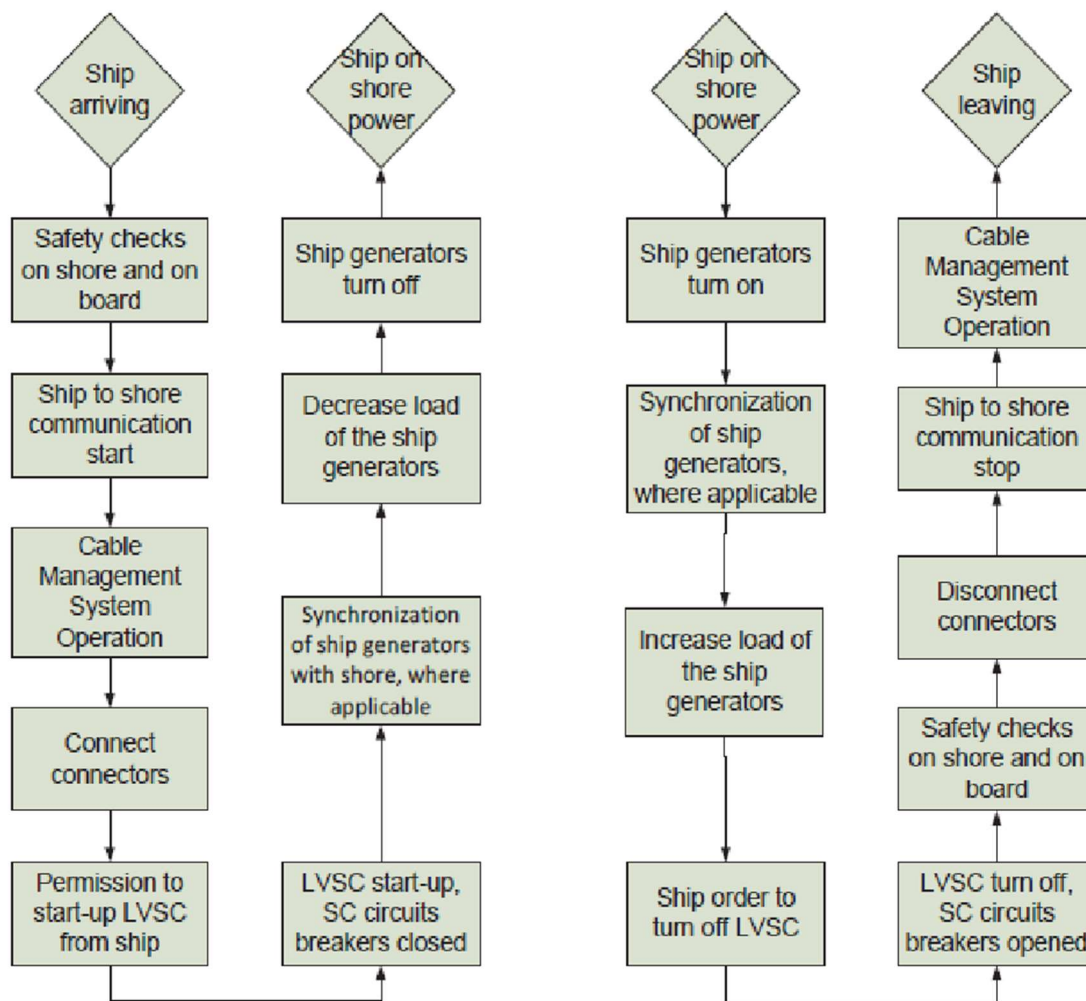 Ship
arriving
Safety checks
on shore and on
board
Ship to shore
communication
start
Cable
Management
System
Operation
Connect
connectors
Permission to
start-up LVSC
from ship
Ship on
shore
power
Ship generators
turn off
Decrease load
of the ship
generators
Synchronization
of ship generators
with shore, where
applicable
LVSC start-up,
SC circuits
breakers closed
Ship on
shore
power
Ship generators
turn on
Synchronization
of ship
generators,
where applicable
Increase load of
the ship
generators
Ship order to
turn off LVSC
Ship
leaving
Cable
Management
System
Operation
Ship to shore
communication
stop
Disconnect
connectors
Safety checks
on shore and on
board
LVSC turn off,
SC circuits
breakers opened